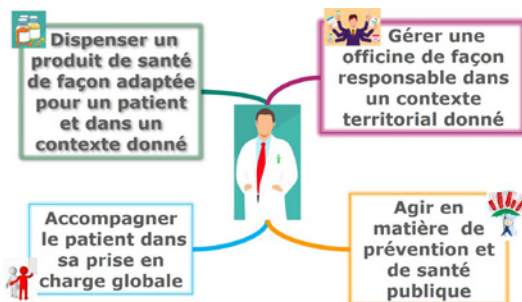 Dispenser un
produit de santé
de façon adaptée
pour un patient
et dans un
contexte donné
Gérer une
officine de façon
responsable dans
un contexte
territorial donné
Accompagner
le patient dans
sa prise en
charge globale
Agir en
matière de
prévention et
de santé
publique